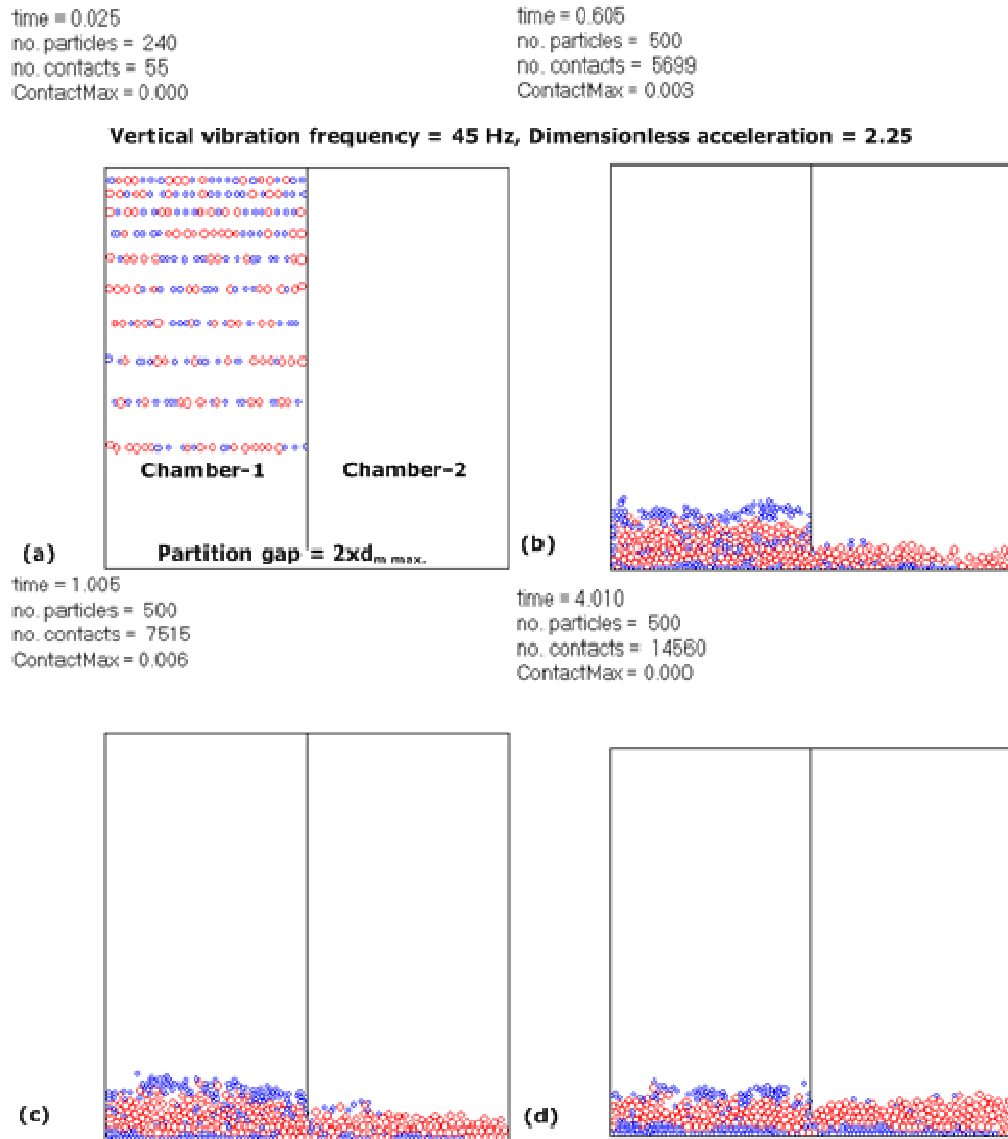 time = 0.025
no. particles = 240
no. contacts = 55
ContactMax = 0.000
time = 0.605
no. particles = 500
no. contacts = 5699
ContactMax = 0.003
Vertical vibration frequency = 45 Hz, Dimensionless acceleration = 2.25
Chamber-1
Chamber-2
(a)
Partition gap = 2xdm max.
(b)
time = 1.005
no. particles = 500
no. contacts = 7515
ContactMax = 0.006
time = 4.010
no. particles = 500
no. contacts = 14560
ContactMax = 0.000
(c)
(d)